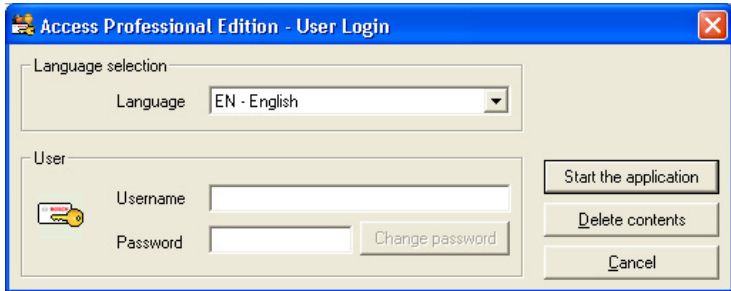 Access Professional Edition - User Login
Language selection
Language EN - English
User
Username
Password Change password
Start the application
Delete contents
Cancel
BOSCH